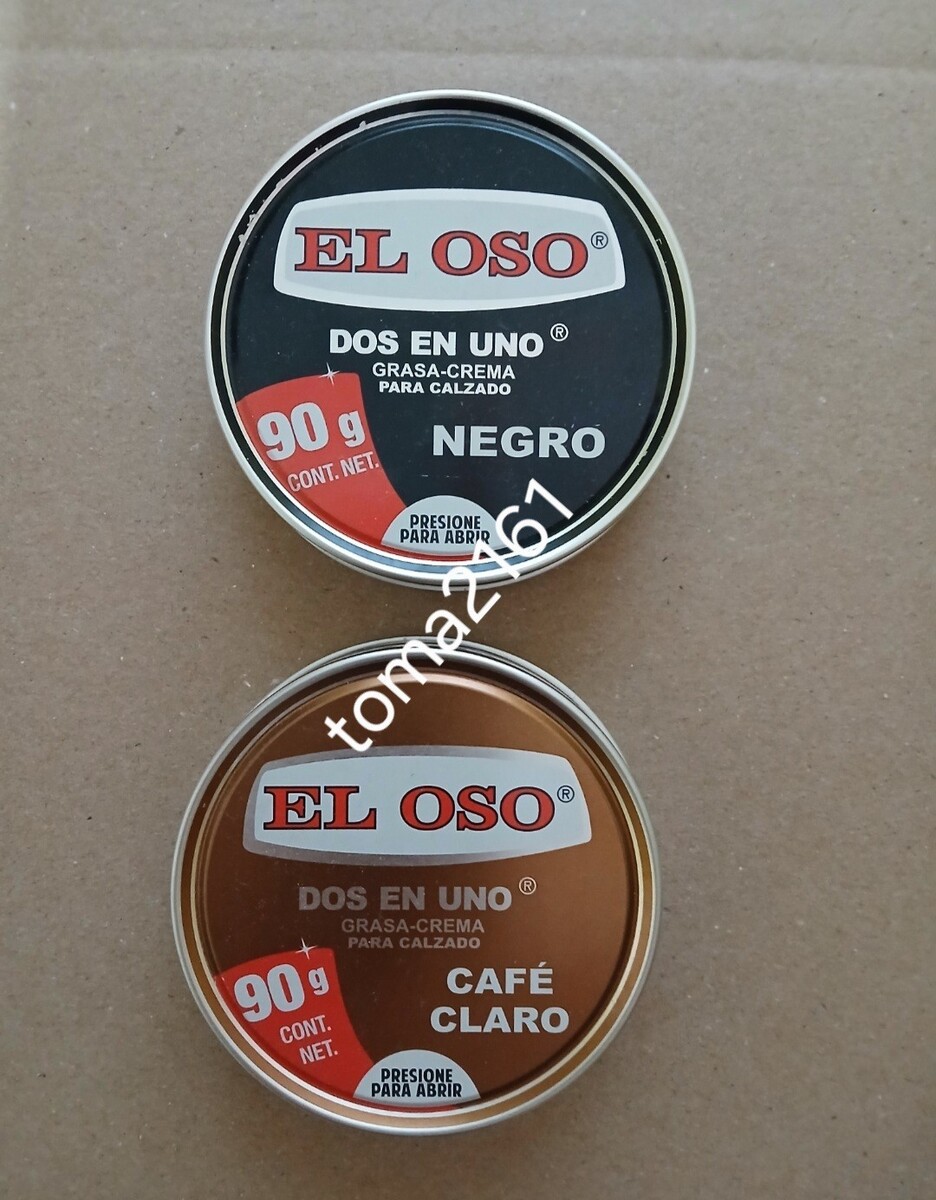 EL OSO®
DOS EN UNO®
GRASA-CREMA
PARA CALZADO
90 g
CONT. NET.
NEGRO
PRESIONE
PARA ABRIR
toma2161
EL OSO®
DOS EN UNO®
GRASA-CREMA
PARA CALZADO
90 g
CONT.
NET.
CAFÉ
CLARO
PRESIONE
PARA ABRIR